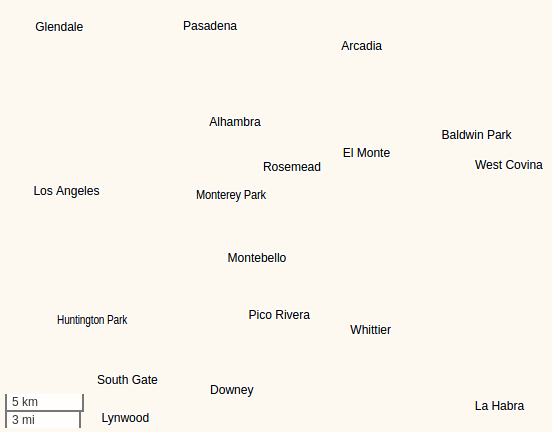 Glendale
Pasadena
Arcadia
Alhambra
Baldwin Park
El Monte
Rosemead
West Covina
Los Angeles
Monterey Park
Montebello
Pico Rivera
Huntington Park
Whittier
South Gate
Downey
5 km
La Habra
3 mi
Lynwood